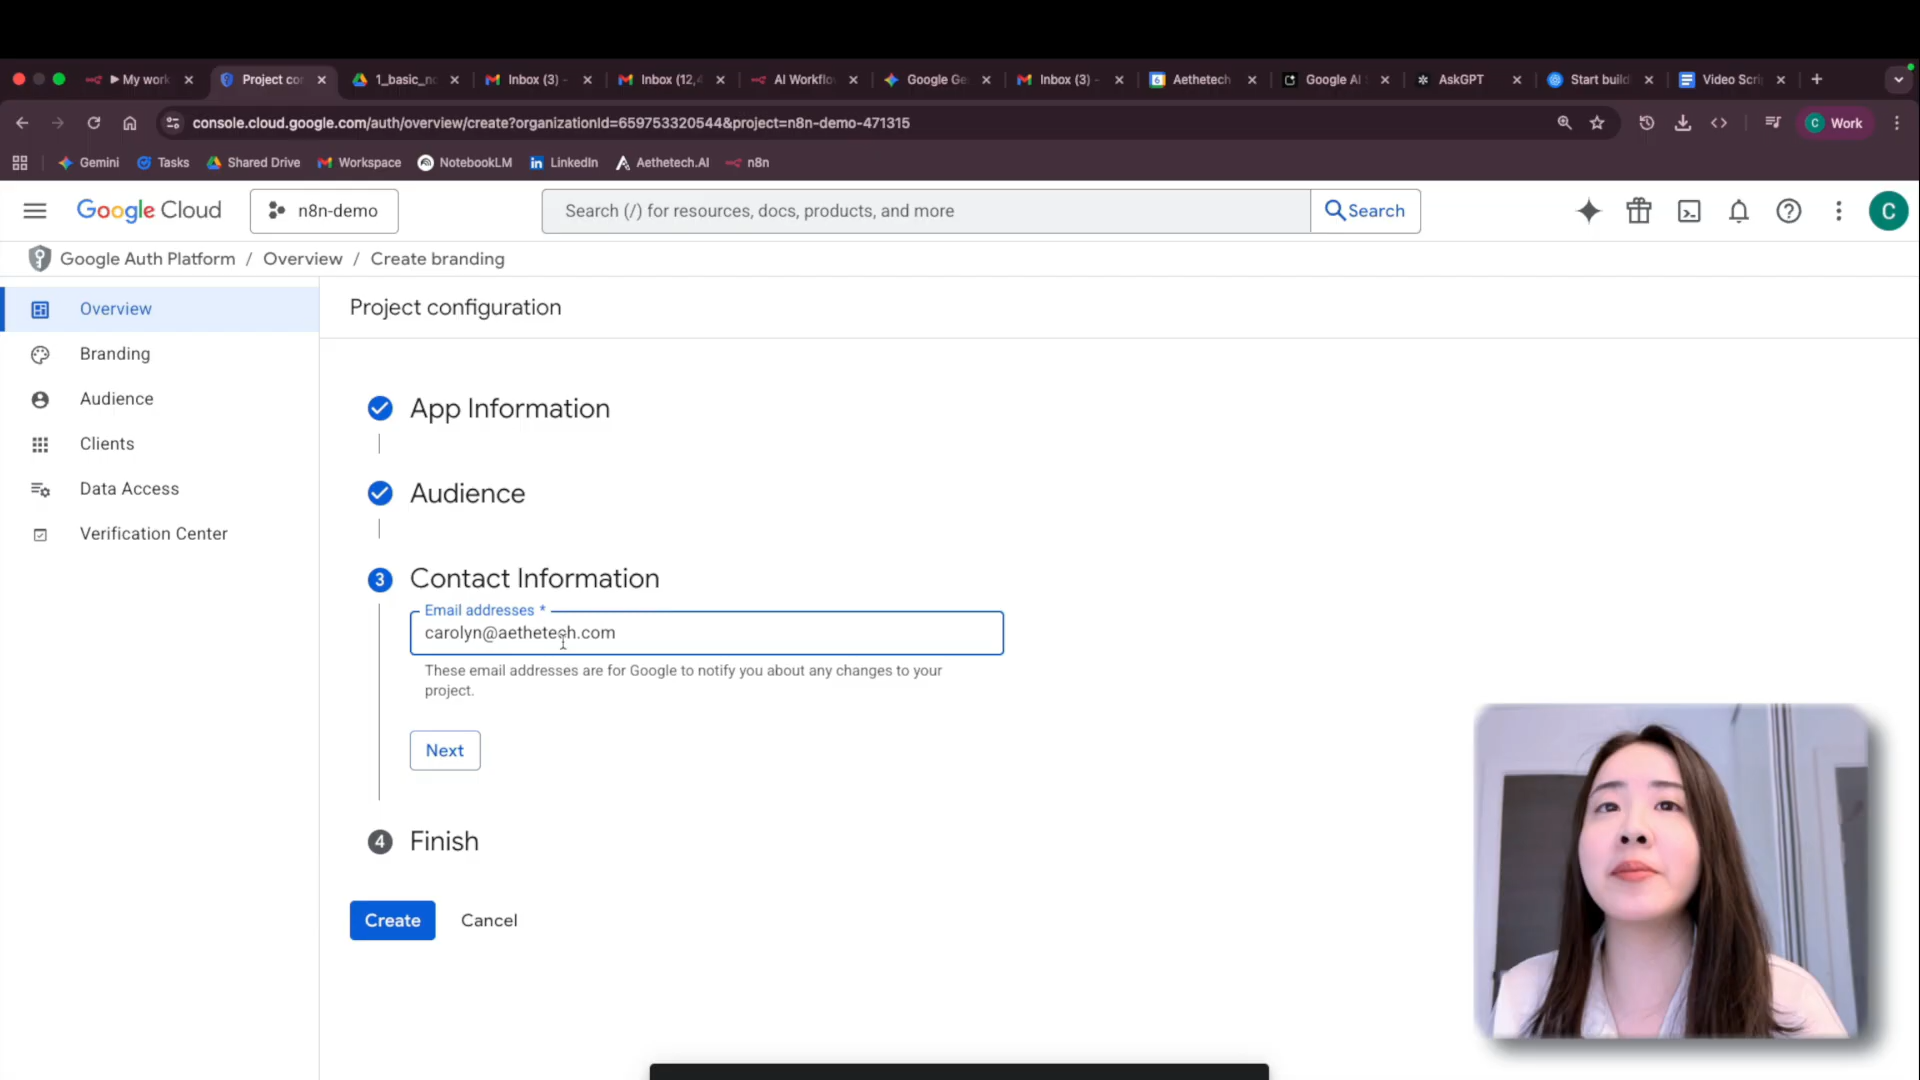 My work
Project cor
1_basic_no
Inbox (3) -
Inbox (12,
AI Workflo
Google Ge
Inbox (3) -
Aethetech
Google AI
AskGPT
Start build
Video Scri
console.cloud.google.com/auth/overview/create?organizationId=659753320544&project=n8n-demo-471315
C Work
Gemini
Tasks
Shared Drive
Workspace
NotebookLM
LinkedIn
Aethetech.AI
n8n
Google Cloud
n8n-demo
Search (/) for resources, docs, products, and more
Search
C
Google Auth Platform / Overview / Create branding
Overview
Branding
Audience
Clients
Data Access
Verification Center
Project configuration
App Information
Audience
3 Contact Information
Email addresses *
carolyn@aethetech.com
These email addresses are for Google to notify you about any changes to your
project.
Next
4 Finish
Create
Cancel